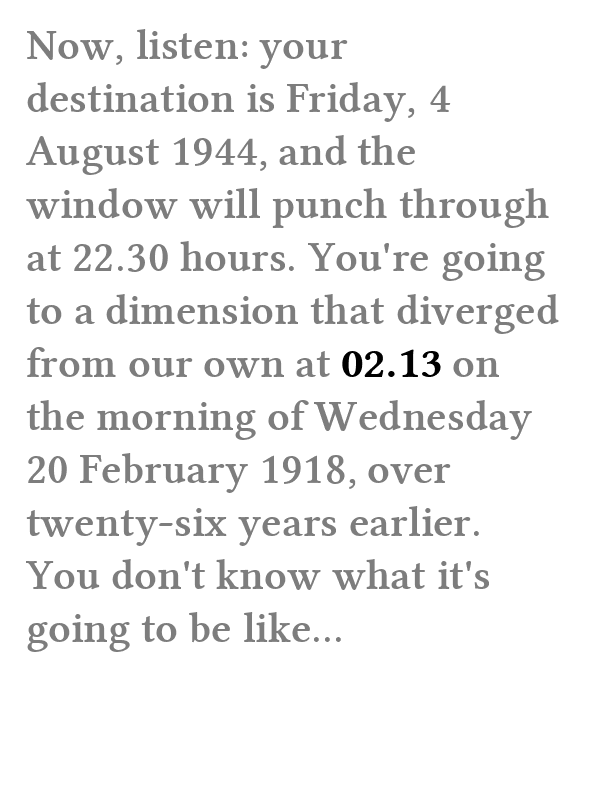 Now, listen: your
destination is Friday, 4
August 1944, and the
window will punch through
at 22.30 hours. You're going
to a dimension that diverged
from our own at 02.13 on
the morning of Wednesday
20 February 1918, over
twenty-six years earlier.
You don't know what it's
going to be like...